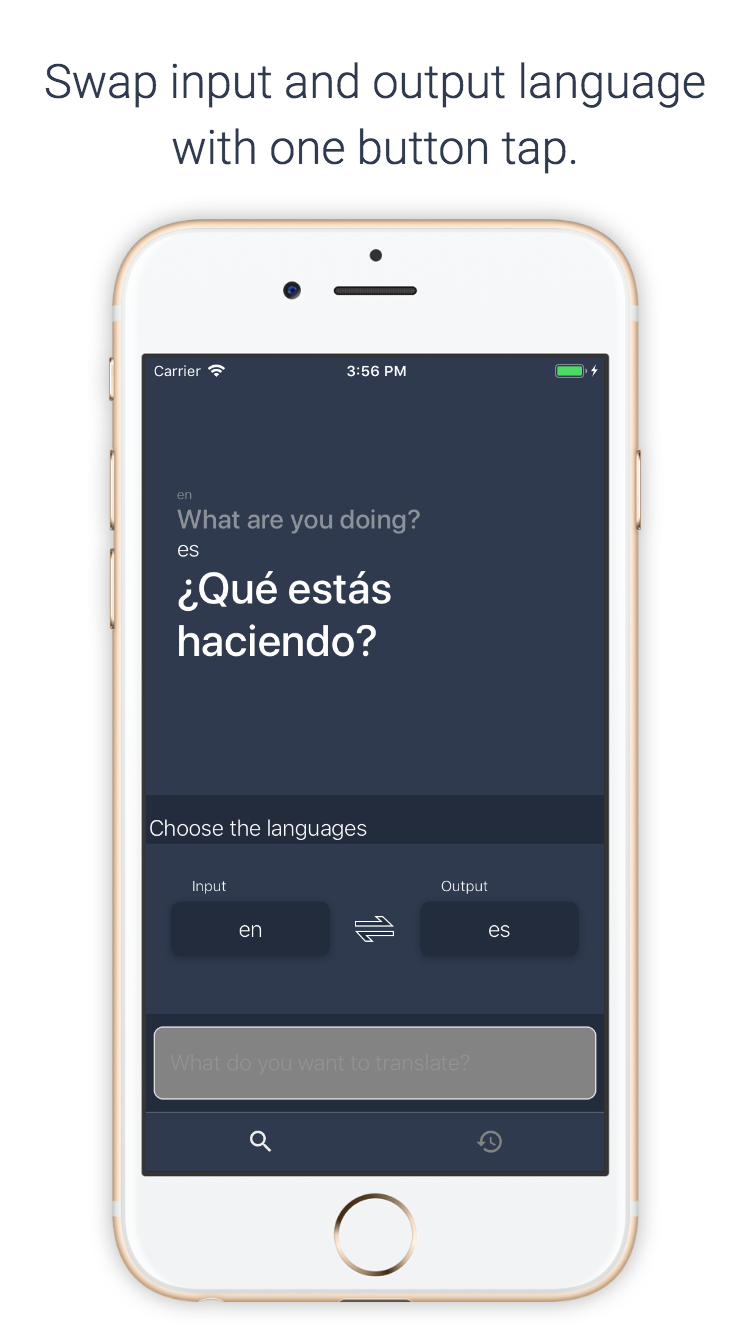 Swap input and output language
with one button tap.
Carrier 3:56 PM
en
What are you doing?
es
¿Qué estás
haciendo?
Choose the languages
Input Output
en es
What do you want to translate?